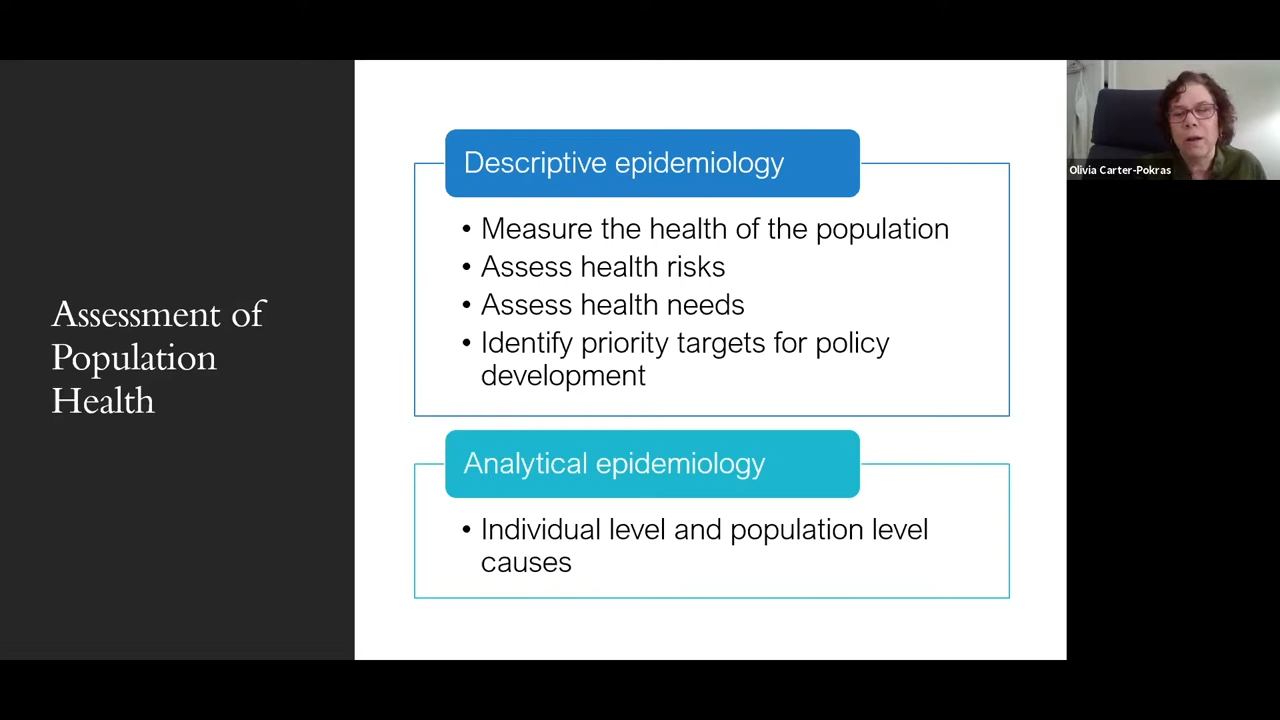 Assessment of
Population
Health
Descriptive epidemiology
• Measure the health of the population
• Assess health risks
• Assess health needs
• Identify priority targets for policy
development
Analytical epidemiology
• Individual level and population level
causes
Olivia Carter-Pokras